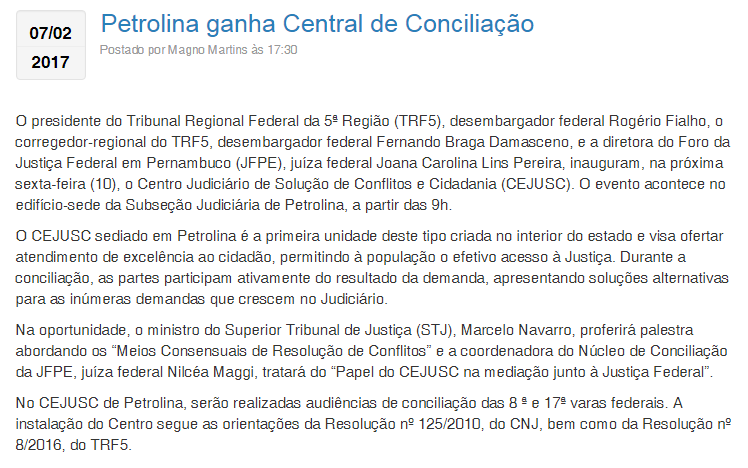 07/02
2017
Petrolina ganha Central de Conciliação
Postado por Magno Martins às 17:30
O presidente do Tribunal Regional Federal da 5ª Região (TRF5), desembargador federal Rogério Fialho, o
corregedor-regional do TRF5, desembargador federal Fernando Braga Damasceno, e a diretora do Foro da
Justiça Federal em Pernambuco (JFPE), juíza federal Joana Carolina Lins Pereira, inauguram, na próxima
sexta-feira (10), o Centro Judiciário de Solução de Conflitos e Cidadania (CEJUSC). O evento acontece no
edifício-sede da Subseção Judiciária de Petrolina, a partir das 9h.
O CEJUSC sediado em Petrolina é a primeira unidade deste tipo criada no interior do estado e visa ofertar
atendimento de excelência ao cidadão, permitindo à população o efetivo acesso à Justiça. Durante a
conciliação, as partes participam ativamente do resultado da demanda, apresentando soluções alternativas
para as inúmeras demandas que crescem no Judiciário.
Na oportunidade, o ministro do Superior Tribunal de Justiça (STJ), Marcelo Navarro, proferirá palestra
abordando os “Meios Consensuais de Resolução de Conflitos” e a coordenadora do Núcleo de Conciliação
da JFPE, juíza federal Nilcéa Maggi, tratará do “Papel do CEJUSC na mediação junto à Justiça Federal”.
No CEJUSC de Petrolina, serão realizadas audiências de conciliação das 8 ª e 17ª varas federais. A
instalação do Centro segue as orientações da Resolução nº 125/2010, do CNJ, bem como da Resolução nº
8/2016, do TRF5.